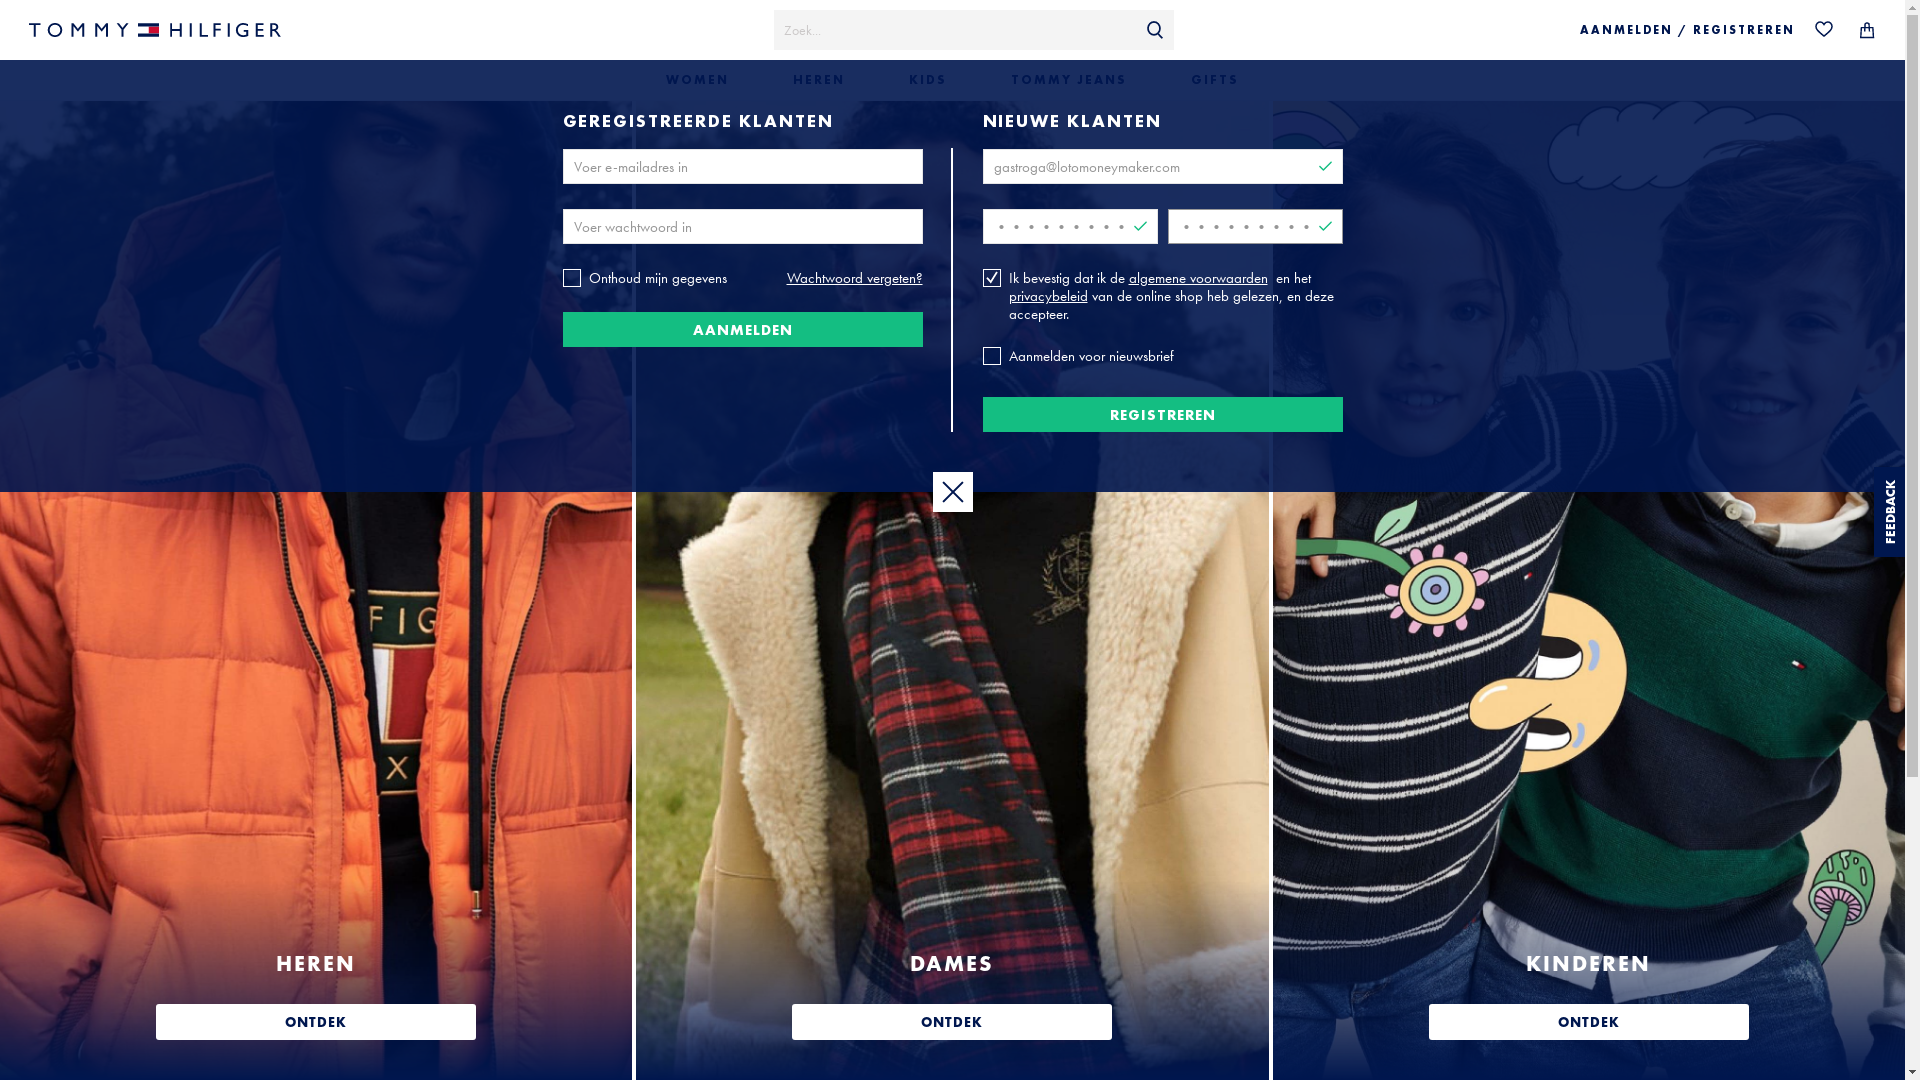 TOMMY HILFIGER
Zoek...
AANMELDEN / REGISTREREN
WOMEN HEREN KIDS TOMMY JEANS GIFTS
GEREGISTREERDE KLANTEN
Voer e-mailadres in
Voer wachtwoord in
Onthoud mijn gegevens
Wachtwoord vergeten?
AANMELDEN
NIEUWE KLANTEN
gastroga@lotomoneymaker.com
Ik bevestig dat ik de algemene voorwaarden en het
privacybeleid van de online shop heb gelezen, en deze
accepteer.
Aanmelden voor nieuwsbrief
REGISTREREN
FEEDBACK
FIG
X
HEREN
ONTDEK
DAMES
ONTDEK
KINDEREN
ONTDEK